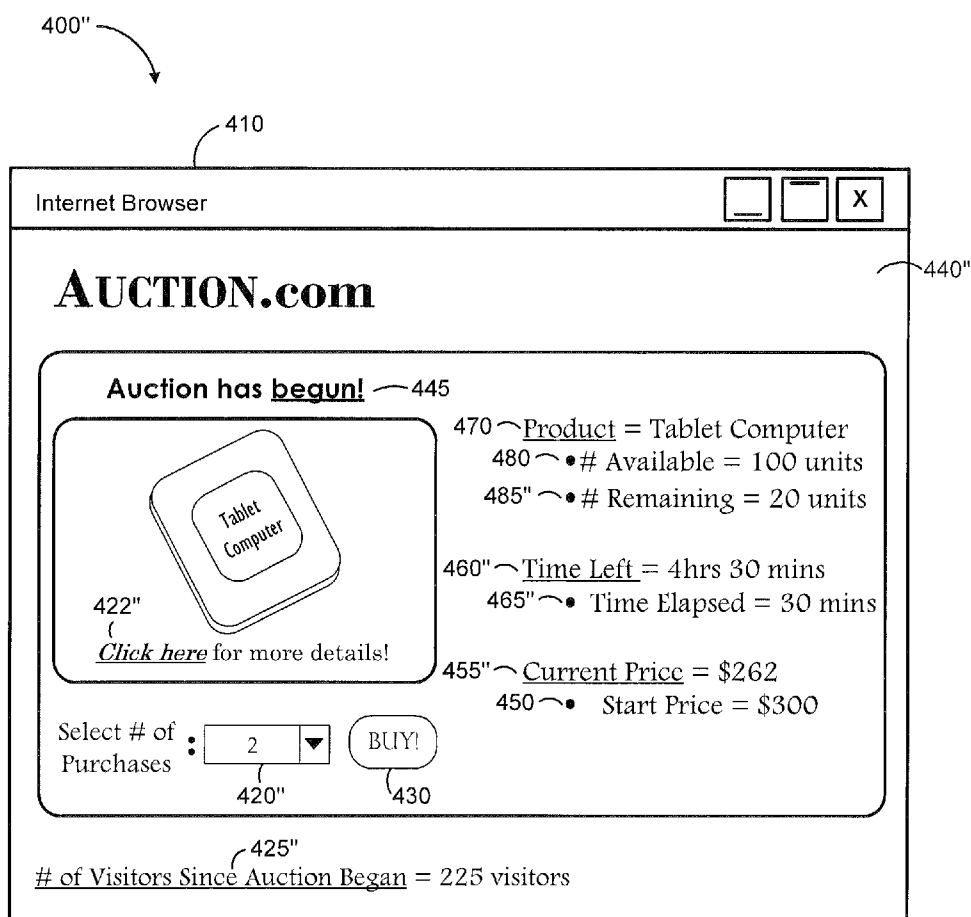 400"
410
Internet Browser
X
440"
AUCTION.com
Auction has begun!
445
470 Product = Tablet Computer
480 • # Available = 100 units
485" • # Remaining = 20 units
Tablet
Computer
460" Time Left = 4hrs 30 mins
465" • Time Elapsed = 30 mins
422"
Click here for more details!
455" Current Price = $262
450 • Start Price = $300
Select # of
Purchases :
2
BUY!
420"
430
425"
# of Visitors Since Auction Began = 225 visitors